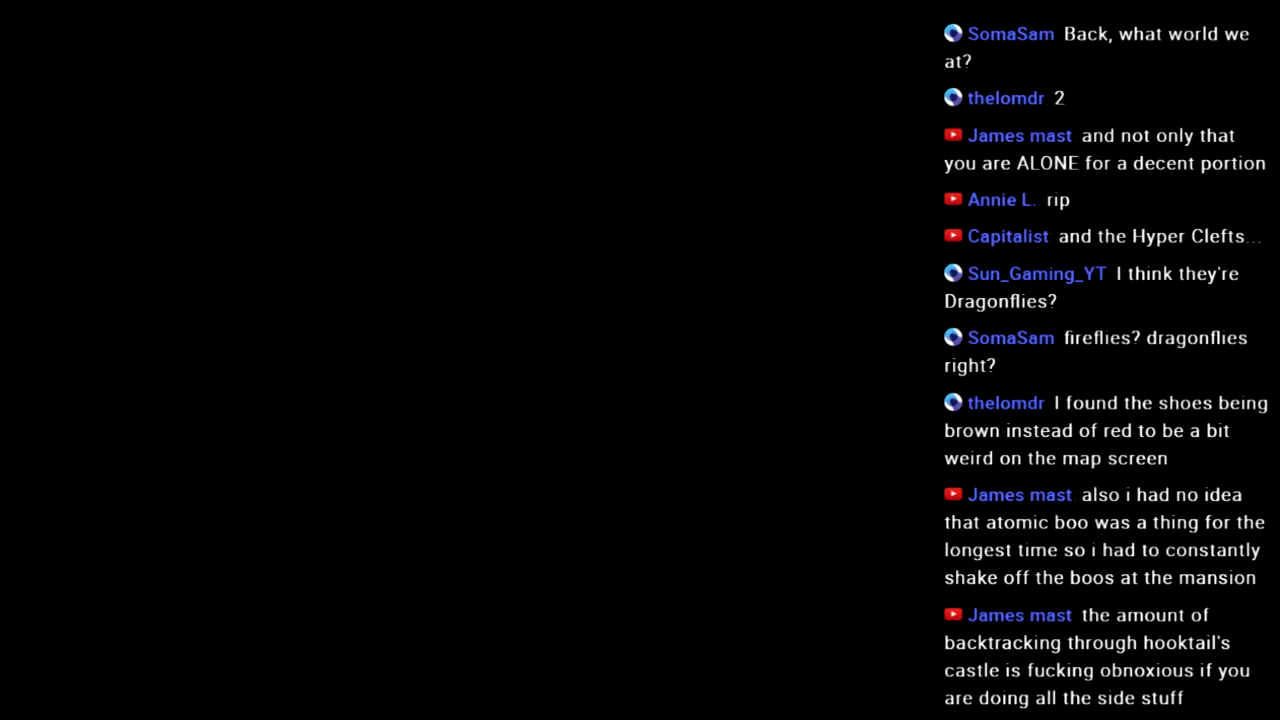 SomaSam Back, what world we
at?
thelomdr 2
James mast and not only that
you are ALONE for a decent portion
Annie L. rip
Capitalist and the Hyper Clefts...
Sun_Gaming_YT I think they're
Dragonflies?
SomaSam fireflies? dragonflies
right?
thelomdr I found the shoes being
brown instead of red to be a bit
weird on the map screen
James mast also i had no idea
that atomic boo was a thing for the
longest time so i had to constantly
shake off the boos at the mansion
James mast the amount of
backtracking through hooktail's
castle is fucking obnoxious if you
are doing all the side stuff